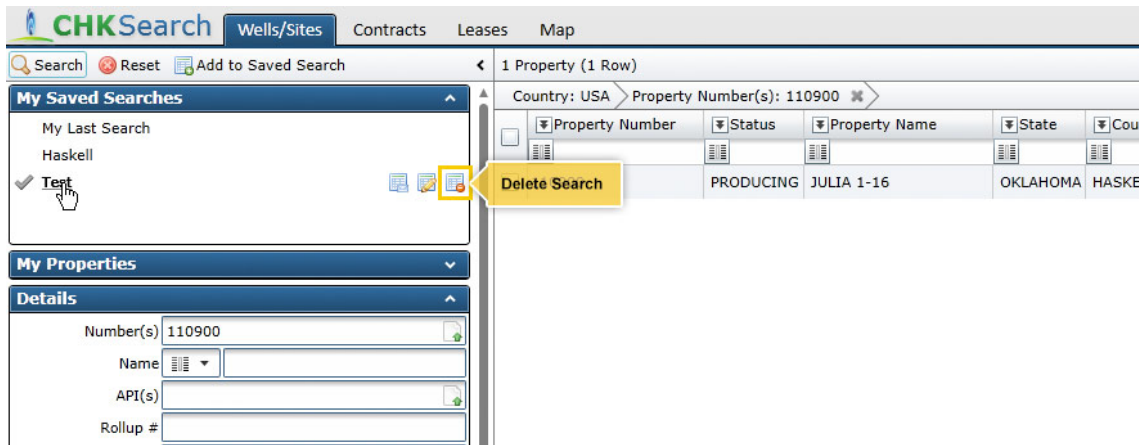 CHKSearch Wells/Sites Contracts Leases Map
Search Reset Add to Saved Search
1 Property (1 Row)
My Saved Searches
Country: USA Property Number(s): 110900
My Last Search
Property Number Status Property Name State Cou
Haskell
Test
Delete Search
PRODUCING JULIA 1-16 OKLAHOMA HASKE
My Properties
Details
Number(s) 110900
Name
API(s)
Rollup #